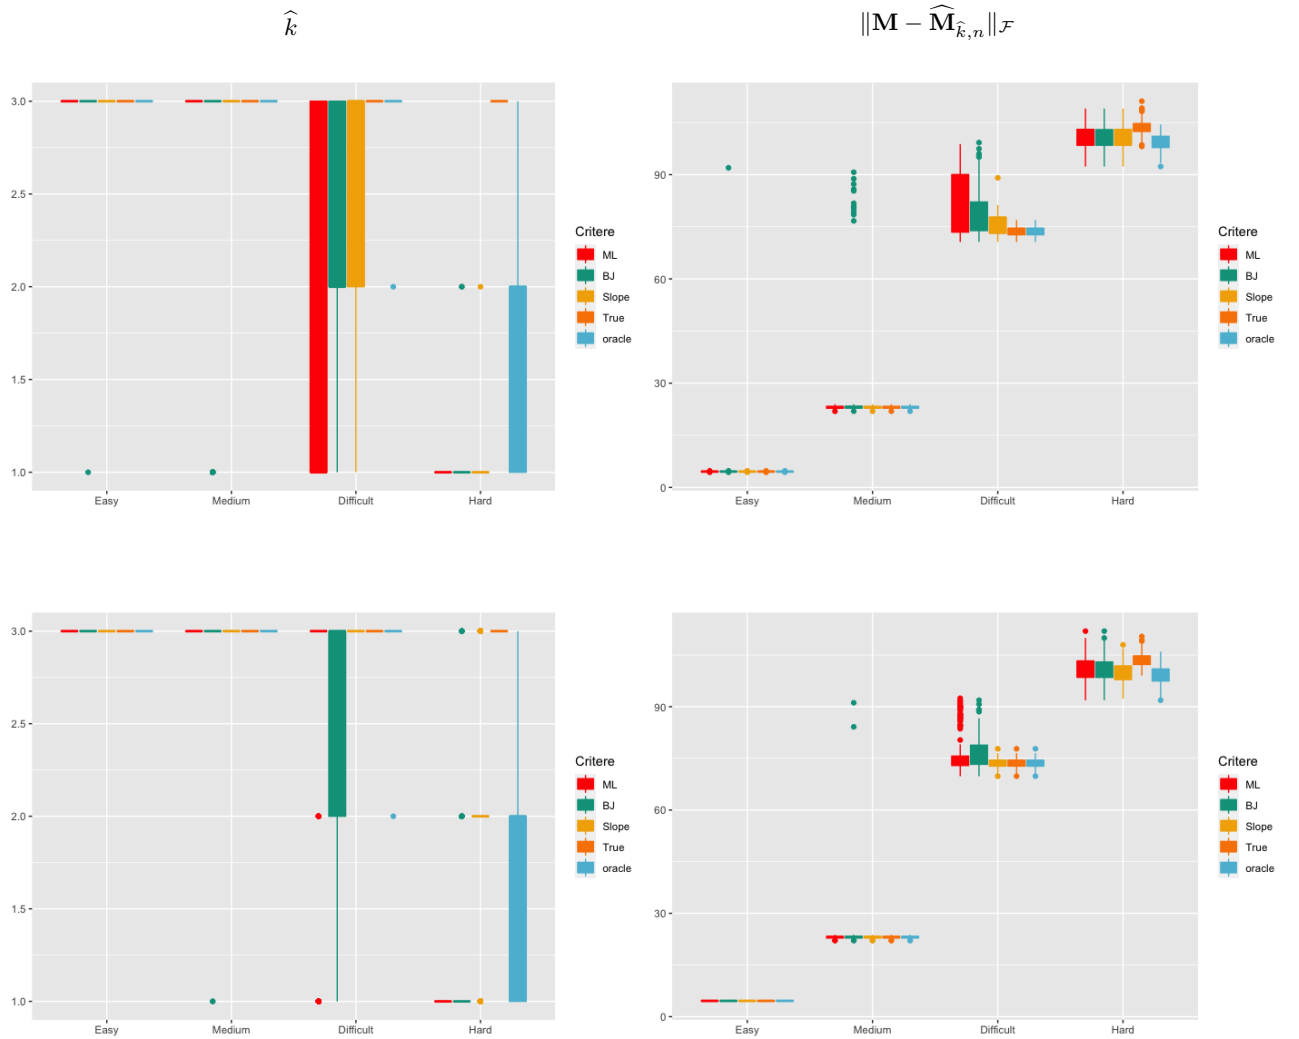 k̂
‖M − M̂_{k̂,n}‖_ℱ
3.0
2.5
2.0
1.5
1.0
Easy Medium Difficult Hard
Critere
ML
BJ
Slope
True
oracle
90
60
30
0
Easy Medium Difficult Hard
Critere
ML
BJ
Slope
True
oracle
3.0
2.5
2.0
1.5
1.0
Easy Medium Difficult Hard
Critere
ML
BJ
Slope
True
oracle
90
60
30
0
Easy Medium Difficult Hard
Critere
ML
BJ
Slope
True
oracle